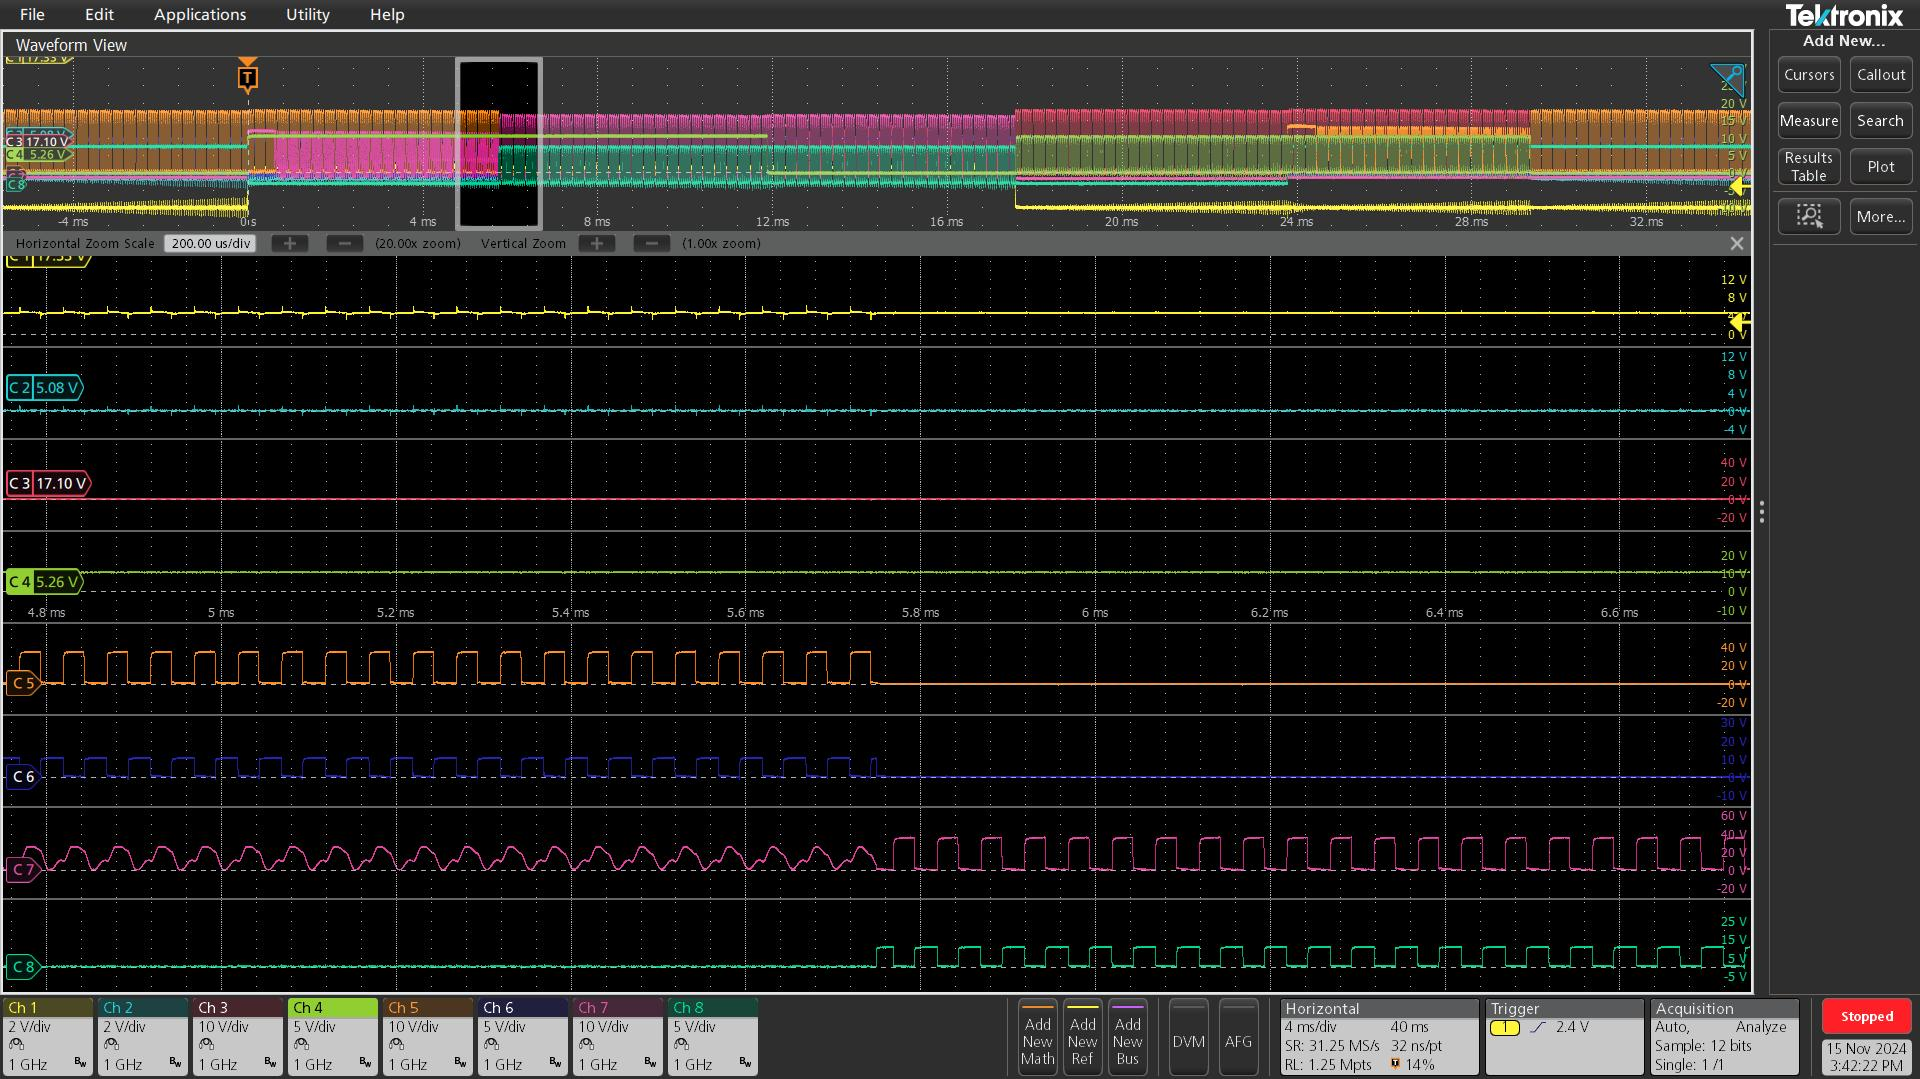 File Edit Applications Utility Help
Tektronix
Waveform View
Add New...
Cursors Callout
Measure Search
Results Table Plot
More...
T
20 V
10 V
5 V
C 3 17.10 V
C 4 5.26 V
C 8
-4 ms 0 s 4 ms 8 ms 12 ms 16 ms 20 ms 24 ms 28 ms 32 ms
Horizontal Zoom Scale 200.00 us/div + − (20.00x zoom) Vertical Zoom + − (1.00x zoom)
12 V
8 V
0 V
C 2 5.08 V
12 V
8 V
4 V
0 V
-4 V
C 3 17.10 V
40 V
20 V
0 V
-20 V
C 4 5.26 V
20 V
10 V
0 V
-10 V
4.8 ms 5 ms 5.2 ms 5.4 ms 5.6 ms 5.8 ms 6 ms 6.2 ms 6.4 ms 6.6 ms
C 5
40 V
20 V
0 V
-20 V
C 6
30 V
20 V
10 V
0 V
-10 V
C 7
60 V
40 V
20 V
0 V
-20 V
C 8
25 V
15 V
5 V
-5 V
Ch 1
2 V/div
1 GHz Bw
Ch 2
2 V/div
1 GHz Bw
Ch 3
10 V/div
1 GHz Bw
Ch 4
5 V/div
1 GHz Bw
Ch 5
10 V/div
1 GHz Bw
Ch 6
5 V/div
1 GHz Bw
Ch 7
10 V/div
1 GHz Bw
Ch 8
5 V/div
1 GHz Bw
Add New Math
Add New Ref
Add New Bus
DVM
AFG
Horizontal
4 ms/div 40 ms
SR: 31.25 MS/s 32 ns/pt
RL: 1.25 Mpts T 14%
Trigger
1 2.4 V
Acquisition
Auto, Analyze
Sample: 12 bits
Single: 1 /1
Stopped
15 Nov 2024
3:42:22 PM